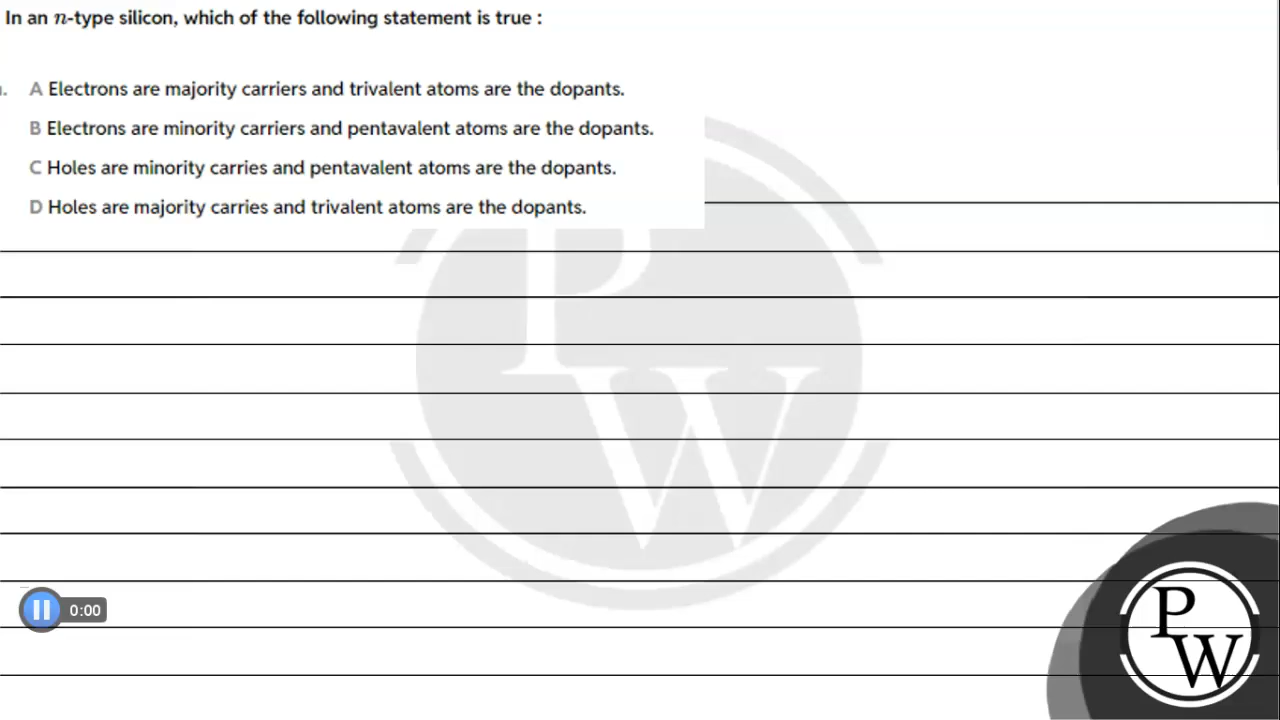 In an n-type silicon, which of the following statement is true :
A Electrons are majority carriers and trivalent atoms are the dopants.
B Electrons are minority carriers and pentavalent atoms are the dopants.
C Holes are minority carries and pentavalent atoms are the dopants.
D Holes are majority carries and trivalent atoms are the dopants.
P
W
0:00
P
W